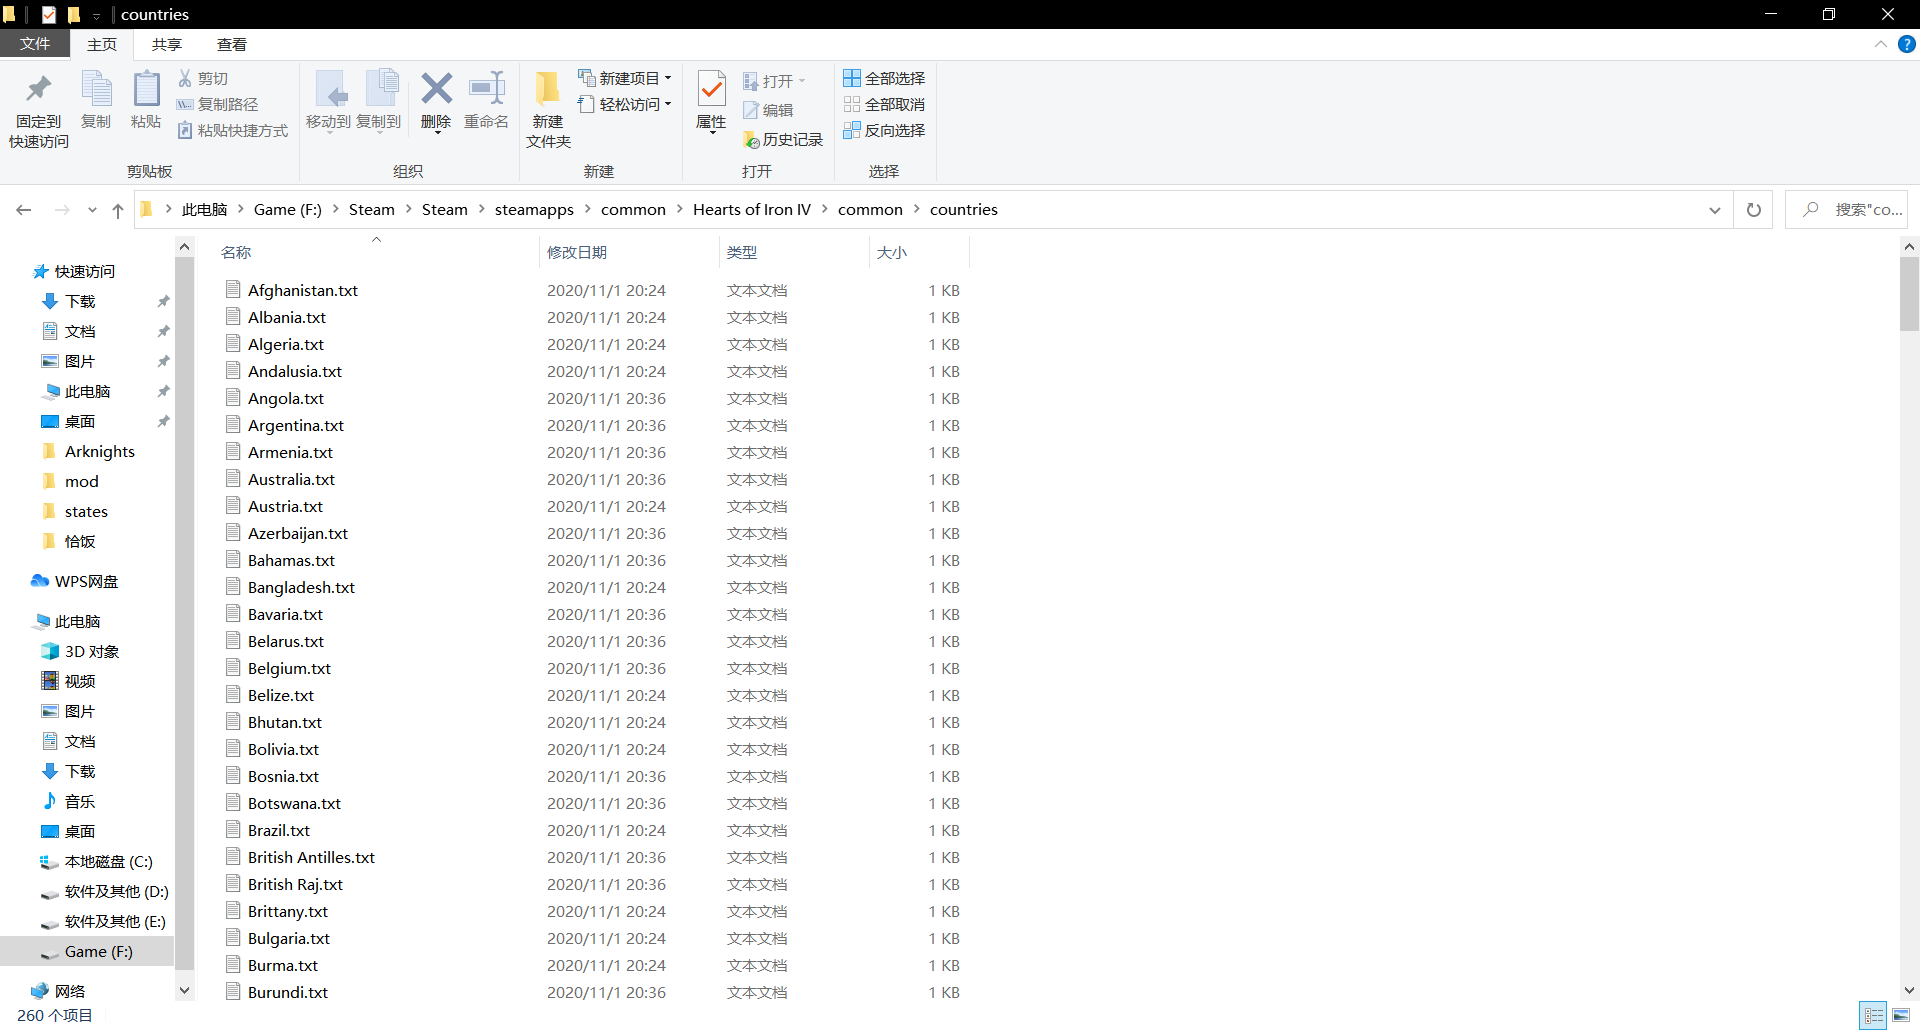 countries
文件 主页 共享 查看
固定到
快速访问
复制
粘贴
剪切
复制路径
粘贴快捷方式
剪贴板
移动到
复制到
删除
重命名
组织
新建
文件夹
新建项目
轻松访问
新建
属性
打开
编辑
历史记录
打开
全部选择
全部取消
反向选择
选择
此电脑 > Game (F:) > Steam > Steam > steamapps > common > Hearts of Iron IV > common > countries
搜索"co...
快速访问
下载
文档
图片
此电脑
桌面
Arknights
mod
states
恰饭
WPS网盘
此电脑
3D 对象
视频
图片
文档
下载
音乐
桌面
本地磁盘 (C:)
软件及其他 (D:)
软件及其他 (E:)
Game (F:)
网络
名称 修改日期 类型 大小
Afghanistan.txt 2020/11/1 20:24 文本文档 1 KB
Albania.txt 2020/11/1 20:24 文本文档 1 KB
Algeria.txt 2020/11/1 20:24 文本文档 1 KB
Andalusia.txt 2020/11/1 20:24 文本文档 1 KB
Angola.txt 2020/11/1 20:36 文本文档 1 KB
Argentina.txt 2020/11/1 20:36 文本文档 1 KB
Armenia.txt 2020/11/1 20:36 文本文档 1 KB
Australia.txt 2020/11/1 20:36 文本文档 1 KB
Austria.txt 2020/11/1 20:24 文本文档 1 KB
Azerbaijan.txt 2020/11/1 20:36 文本文档 1 KB
Bahamas.txt 2020/11/1 20:36 文本文档 1 KB
Bangladesh.txt 2020/11/1 20:24 文本文档 1 KB
Bavaria.txt 2020/11/1 20:36 文本文档 1 KB
Belarus.txt 2020/11/1 20:36 文本文档 1 KB
Belgium.txt 2020/11/1 20:36 文本文档 1 KB
Belize.txt 2020/11/1 20:24 文本文档 1 KB
Bhutan.txt 2020/11/1 20:24 文本文档 1 KB
Bolivia.txt 2020/11/1 20:24 文本文档 1 KB
Bosnia.txt 2020/11/1 20:36 文本文档 1 KB
Botswana.txt 2020/11/1 20:36 文本文档 1 KB
Brazil.txt 2020/11/1 20:24 文本文档 1 KB
British Antilles.txt 2020/11/1 20:36 文本文档 1 KB
British Raj.txt 2020/11/1 20:36 文本文档 1 KB
Brittany.txt 2020/11/1 20:24 文本文档 1 KB
Bulgaria.txt 2020/11/1 20:24 文本文档 1 KB
Burma.txt 2020/11/1 20:24 文本文档 1 KB
Burundi.txt 2020/11/1 20:36 文本文档 1 KB
260 个项目